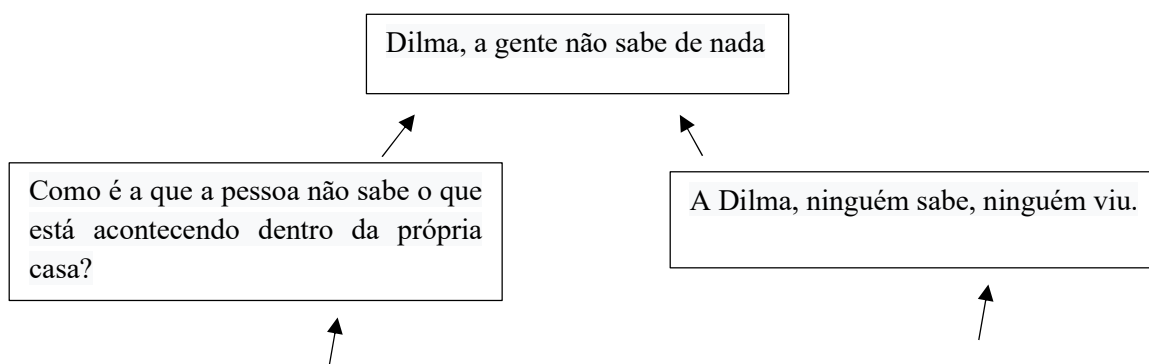 Dilma, a gente não sabe de nada
Como é a que a pessoa não sabe o que
está acontecendo dentro da própria
casa?
A Dilma, ninguém sabe, ninguém viu.